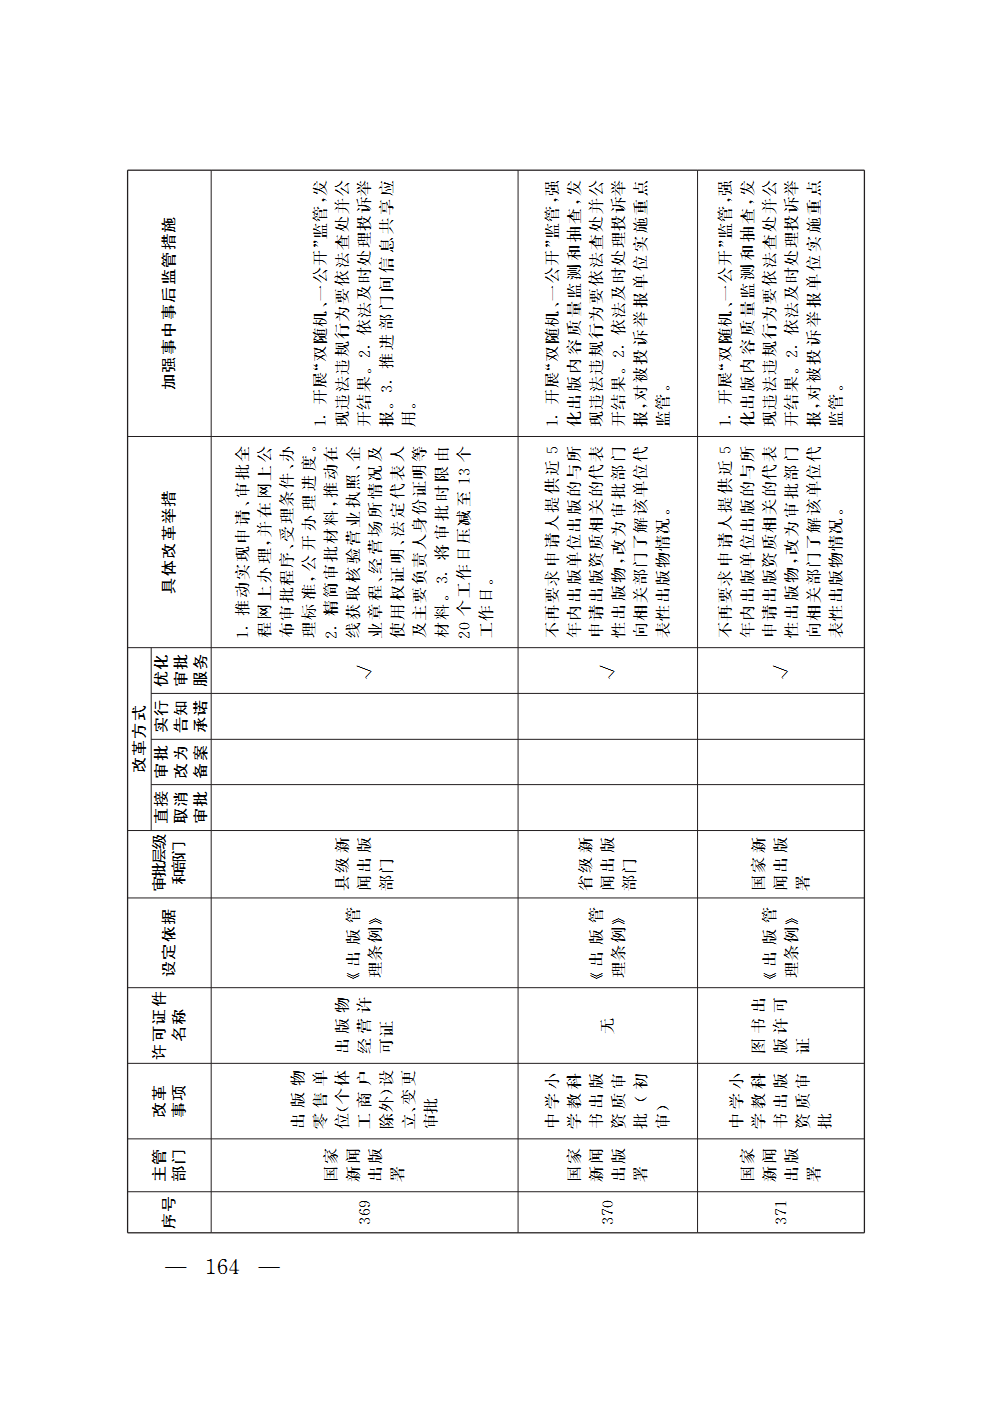 序号
主管
部门
改革
事项
许可证件
名称
设定依据
审批层级
和部门
改革方式
直接
取消
审批
审批
改为
备案
实行
告知
承诺
优化
审批
服务
具体改革举措
加强事中事后监管措施
369
国家
新闻
出版
署
出版物
零售单
位(个体
工商户
除外)设
立、变更
审批
出版物
经营许
可证
《出版管
理条例》
县级新
闻出版
部门
√
1. 推动实现申请、审批全
程网上办理,并在网上公
布审批程序、受理条件、办
理标准,公开办理进度。
2. 精简审批材料,推动在
线获取核验营业执照、企
业章程、经营场所情况及
使用权证明、法定代表人
及主要负责人身份证明等
材料。3. 将审批时限由
20 个工作日压减至 13 个
工作日。
1. 开展“双随机、一公开”监管,发
现违法违规行为要依法查处并公
开结果。2. 依法及时处理投诉举
报。3. 推进部门间信息共享应
用。
370
国家
新闻
出版
署
中学小
学教科
书出版
资质审
批(初
审)
无
《出版管
理条例》
省级新
闻出版
部门
√
不再要求申请人提供近 5
年内出版单位出版的与所
申请出版资质相关的代表
性出版物,改为审批部门
向相关部门了解该单位代
表性出版物情况。
1. 开展“双随机、一公开”监管,强
化出版内容质量监测和抽查,发
现违法违规行为要依法查处并公
开结果。2. 依法及时处理投诉举
报,对被投诉举报单位实施重点
监管。
371
国家
新闻
出版
署
中学小
学教科
书出版
资质审
批
图书出
版许可
证
《出版管
理条例》
国家新
闻出版
署
√
不再要求申请人提供近 5
年内出版单位出版的与所
申请出版资质相关的代表
性出版物,改为审批部门
向相关部门了解该单位代
表性出版物情况。
1. 开展“双随机、一公开”监管,强
化出版内容质量监测和抽查,发
现违法违规行为要依法查处并公
开结果。2. 依法及时处理投诉举
报,对被投诉举报单位实施重点
监管。
— 164 —